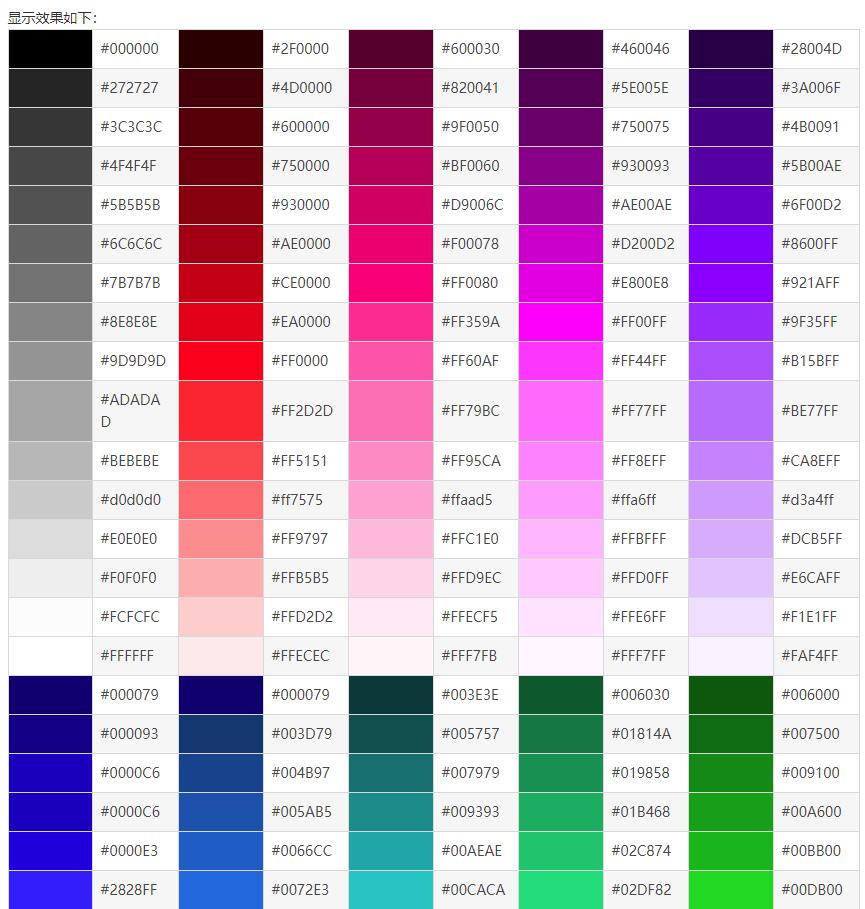 显示效果如下:
#000000 #2F0000 #600030 #460046 #28004D
#272727 #4D0000 #820041 #5E005E #3A006F
#3C3C3C #600000 #9F0050 #750075 #4B0091
#4F4F4F #750000 #BF0060 #930093 #5B00AE
#5B5B5B #930000 #D9006C #AE00AE #6F00D2
#6C6C6C #AE0000 #F00078 #D200D2 #8600FF
#7B7B7B #CE0000 #FF0080 #E800E8 #921AFF
#8E8E8E #EA0000 #FF359A #FF00FF #9F35FF
#9D9D9D #FF0000 #FF60AF #FF44FF #B15BFF
#ADADA
D #FF2D2D #FF79BC #FF77FF #BE77FF
#BEBEBE #FF5151 #FF95CA #FF8EFF #CA8EFF
#d0d0d0 #ff7575 #ffaad5 #ffa6ff #d3a4ff
#E0E0E0 #FF9797 #FFC1E0 #FFBFFF #DCB5FF
#F0F0F0 #FFB5B5 #FFD9EC #FFD0FF #E6CAFF
#FCFCFC #FFD2D2 #FFECF5 #FFE6FF #F1E1FF
#FFFFFF #FFECEC #FFF7FB #FFF7FF #FAF4FF
#000079 #000079 #003E3E #006030 #006000
#000093 #003D79 #005757 #01814A #007500
#0000C6 #004B97 #007979 #019858 #009100
#0000C6 #005AB5 #009393 #01B468 #00A600
#0000E3 #0066CC #00AEAE #02C874 #00BB00
#2828FF #0072E3 #00CACA #02DF82 #00DB00